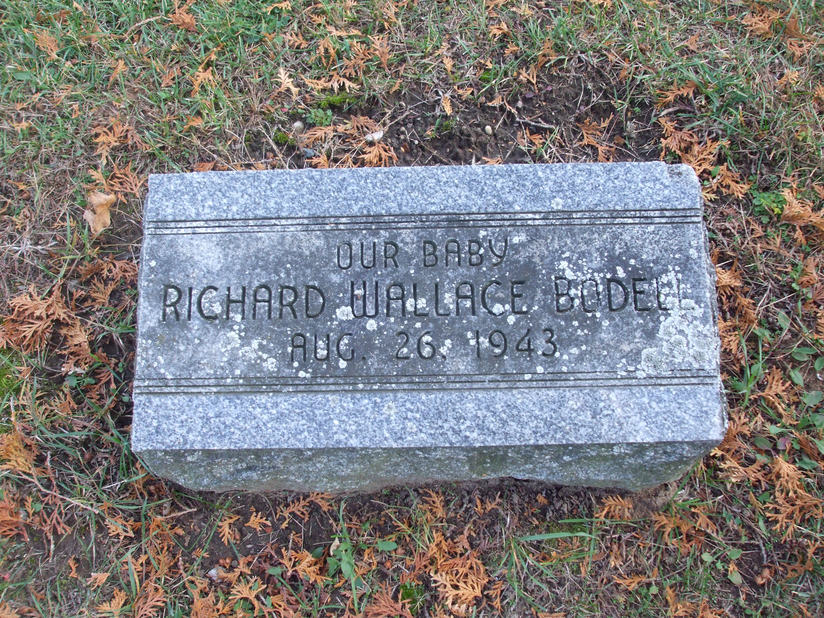 OUR BABY
RICHARD WALLACE BODELL
AUG. 26. 1943